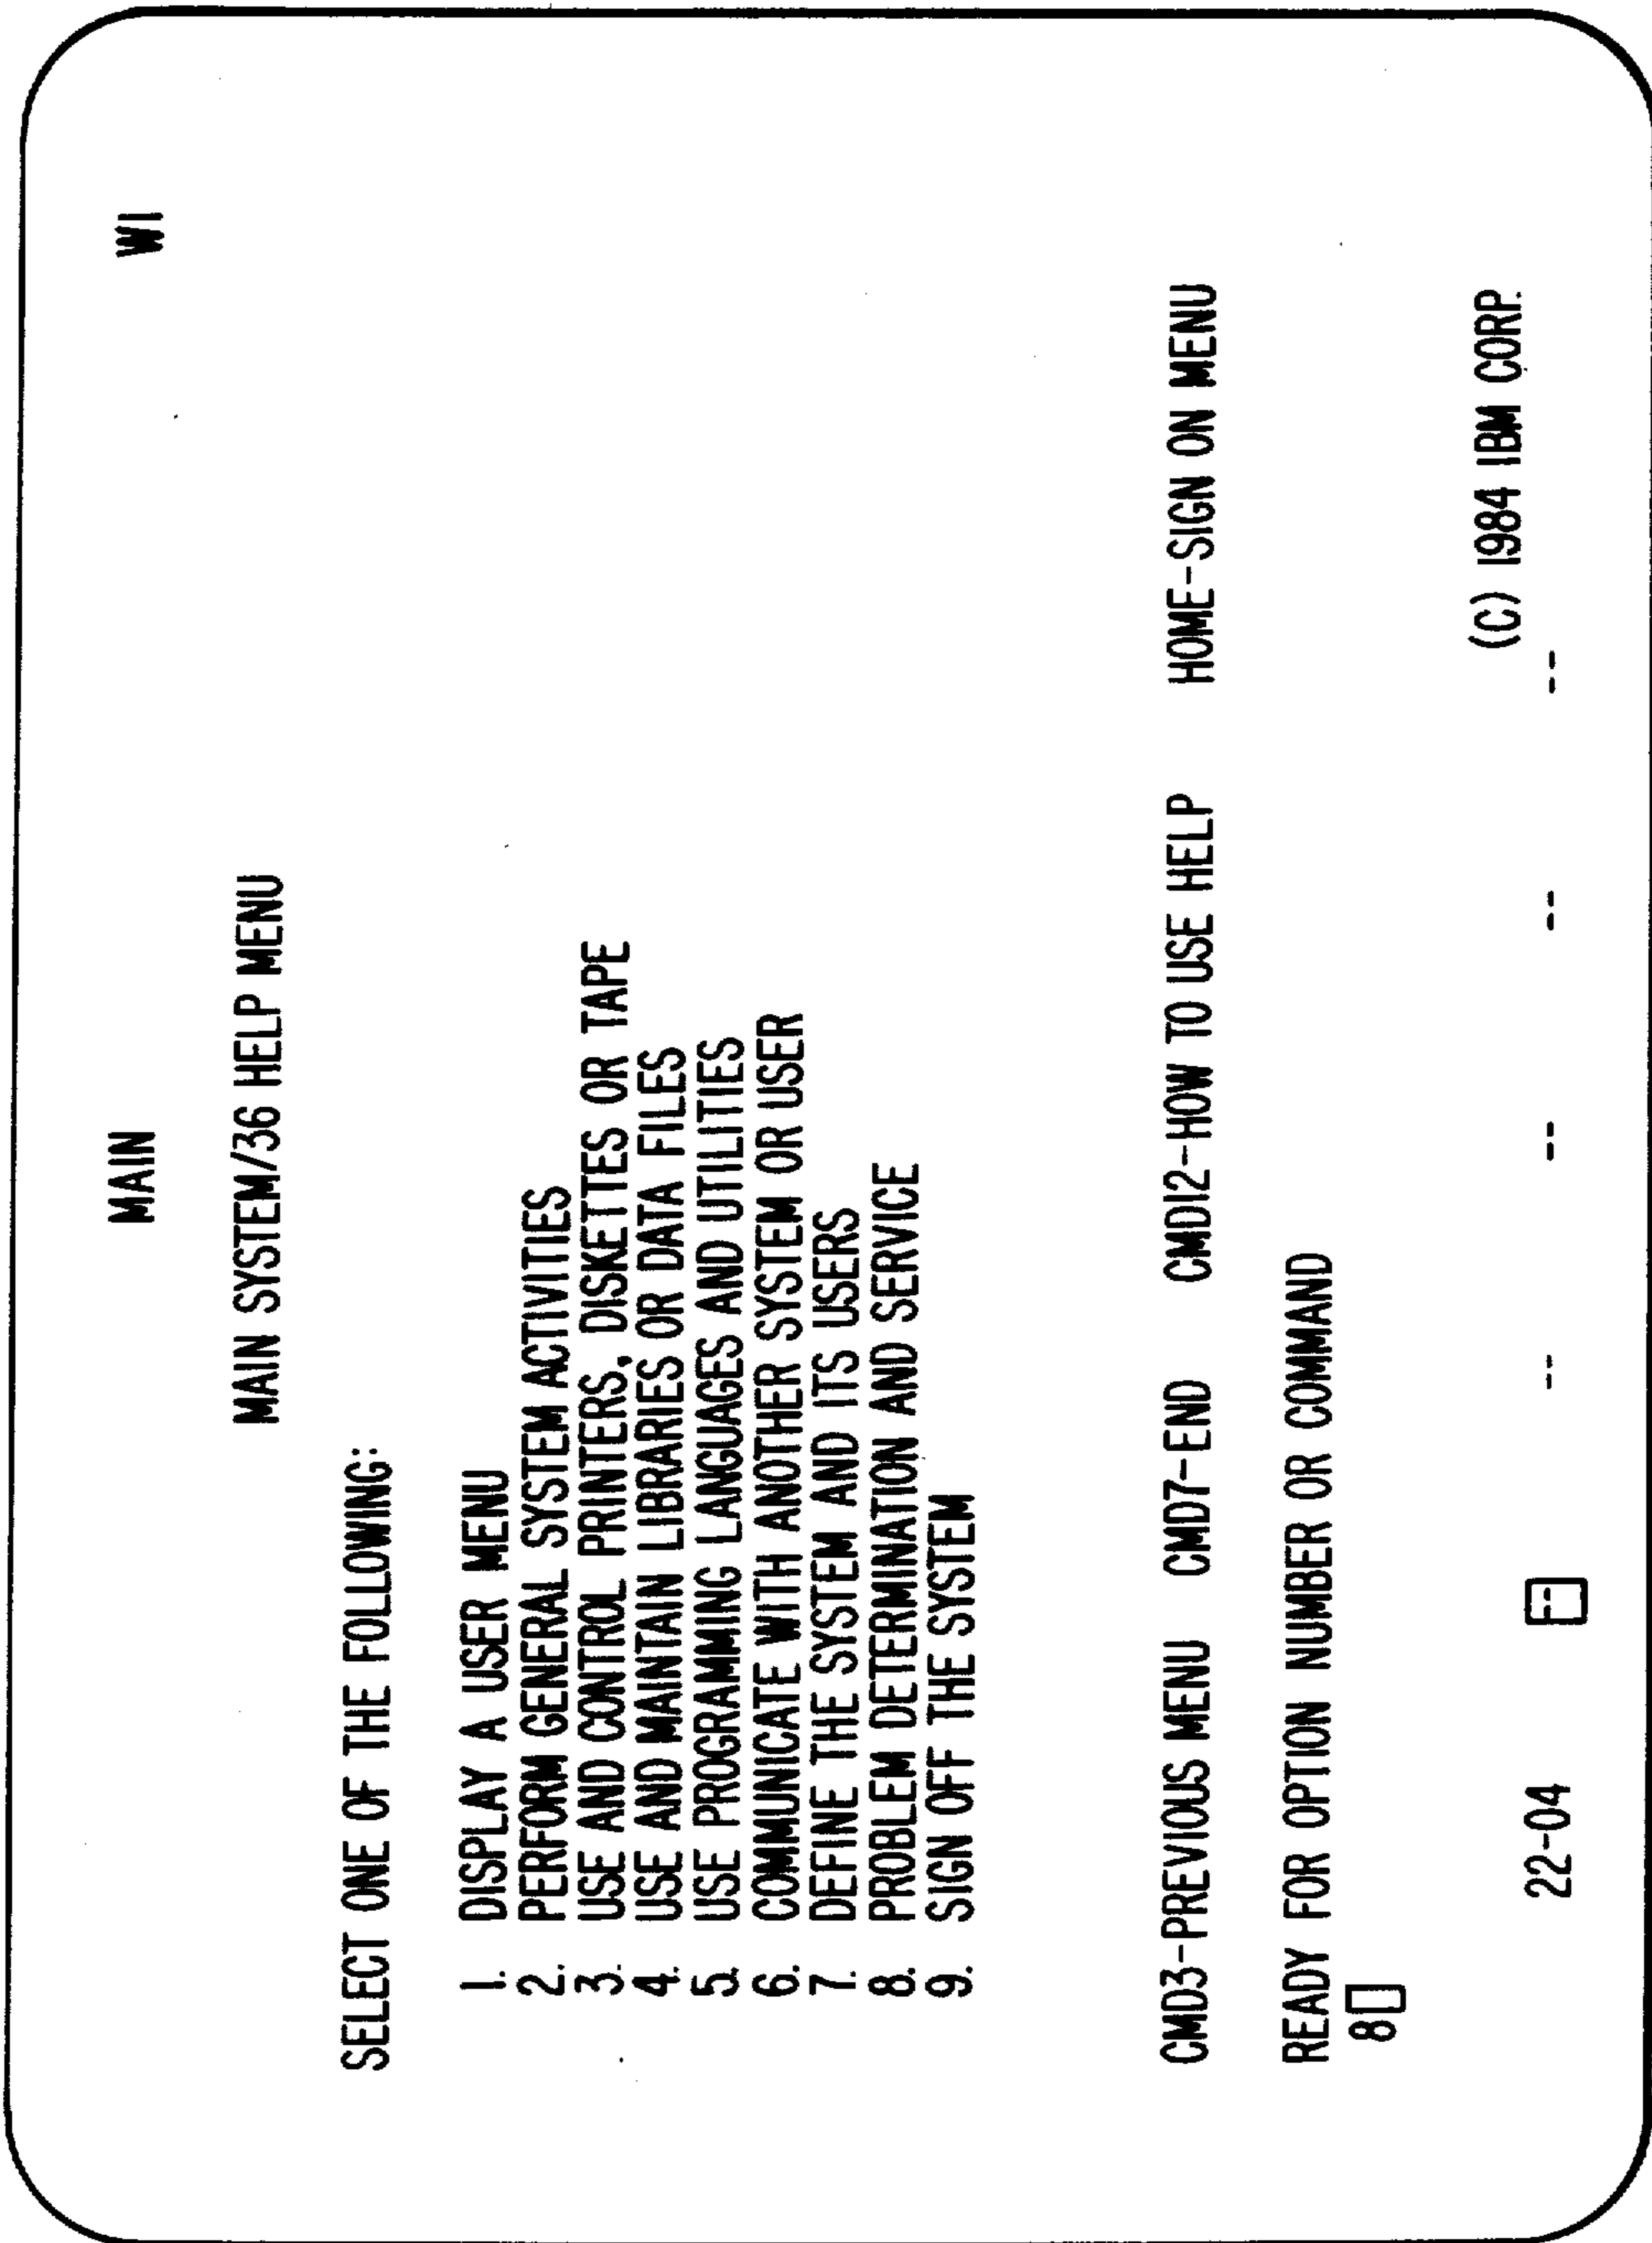 MAIN W1
MAIN SYSTEM/36 HELP MENU
SELECT ONE OF THE FOLLOWING:
1. DISPLAY A USER MENU
2. PERFORM GENERAL SYSTEM ACTIVITIES
3. USE AND CONTROL PRINTERS, DISKETTES OR TAPE
4. USE AND MAINTAIN LIBRARIES OR DATA FILES
5. USE PROGRAMMING LANGUAGES AND UTILITIES
6. COMMUNICATE WITH ANOTHER SYSTEM OR USER
7. DEFINE THE SYSTEM AND ITS USERS
8. PROBLEM DETERMINATION AND SERVICE
9. SIGN OFF THE SYSTEM
CMD3-PREVIOUS MENU CMD7-END CMD12-HOW TO USE HELP HOME-SIGN ON MENU
READY FOR OPTION NUMBER OR COMMAND
8
(C) 1984 IBM CORP.
22-04 -- -- -- -- --